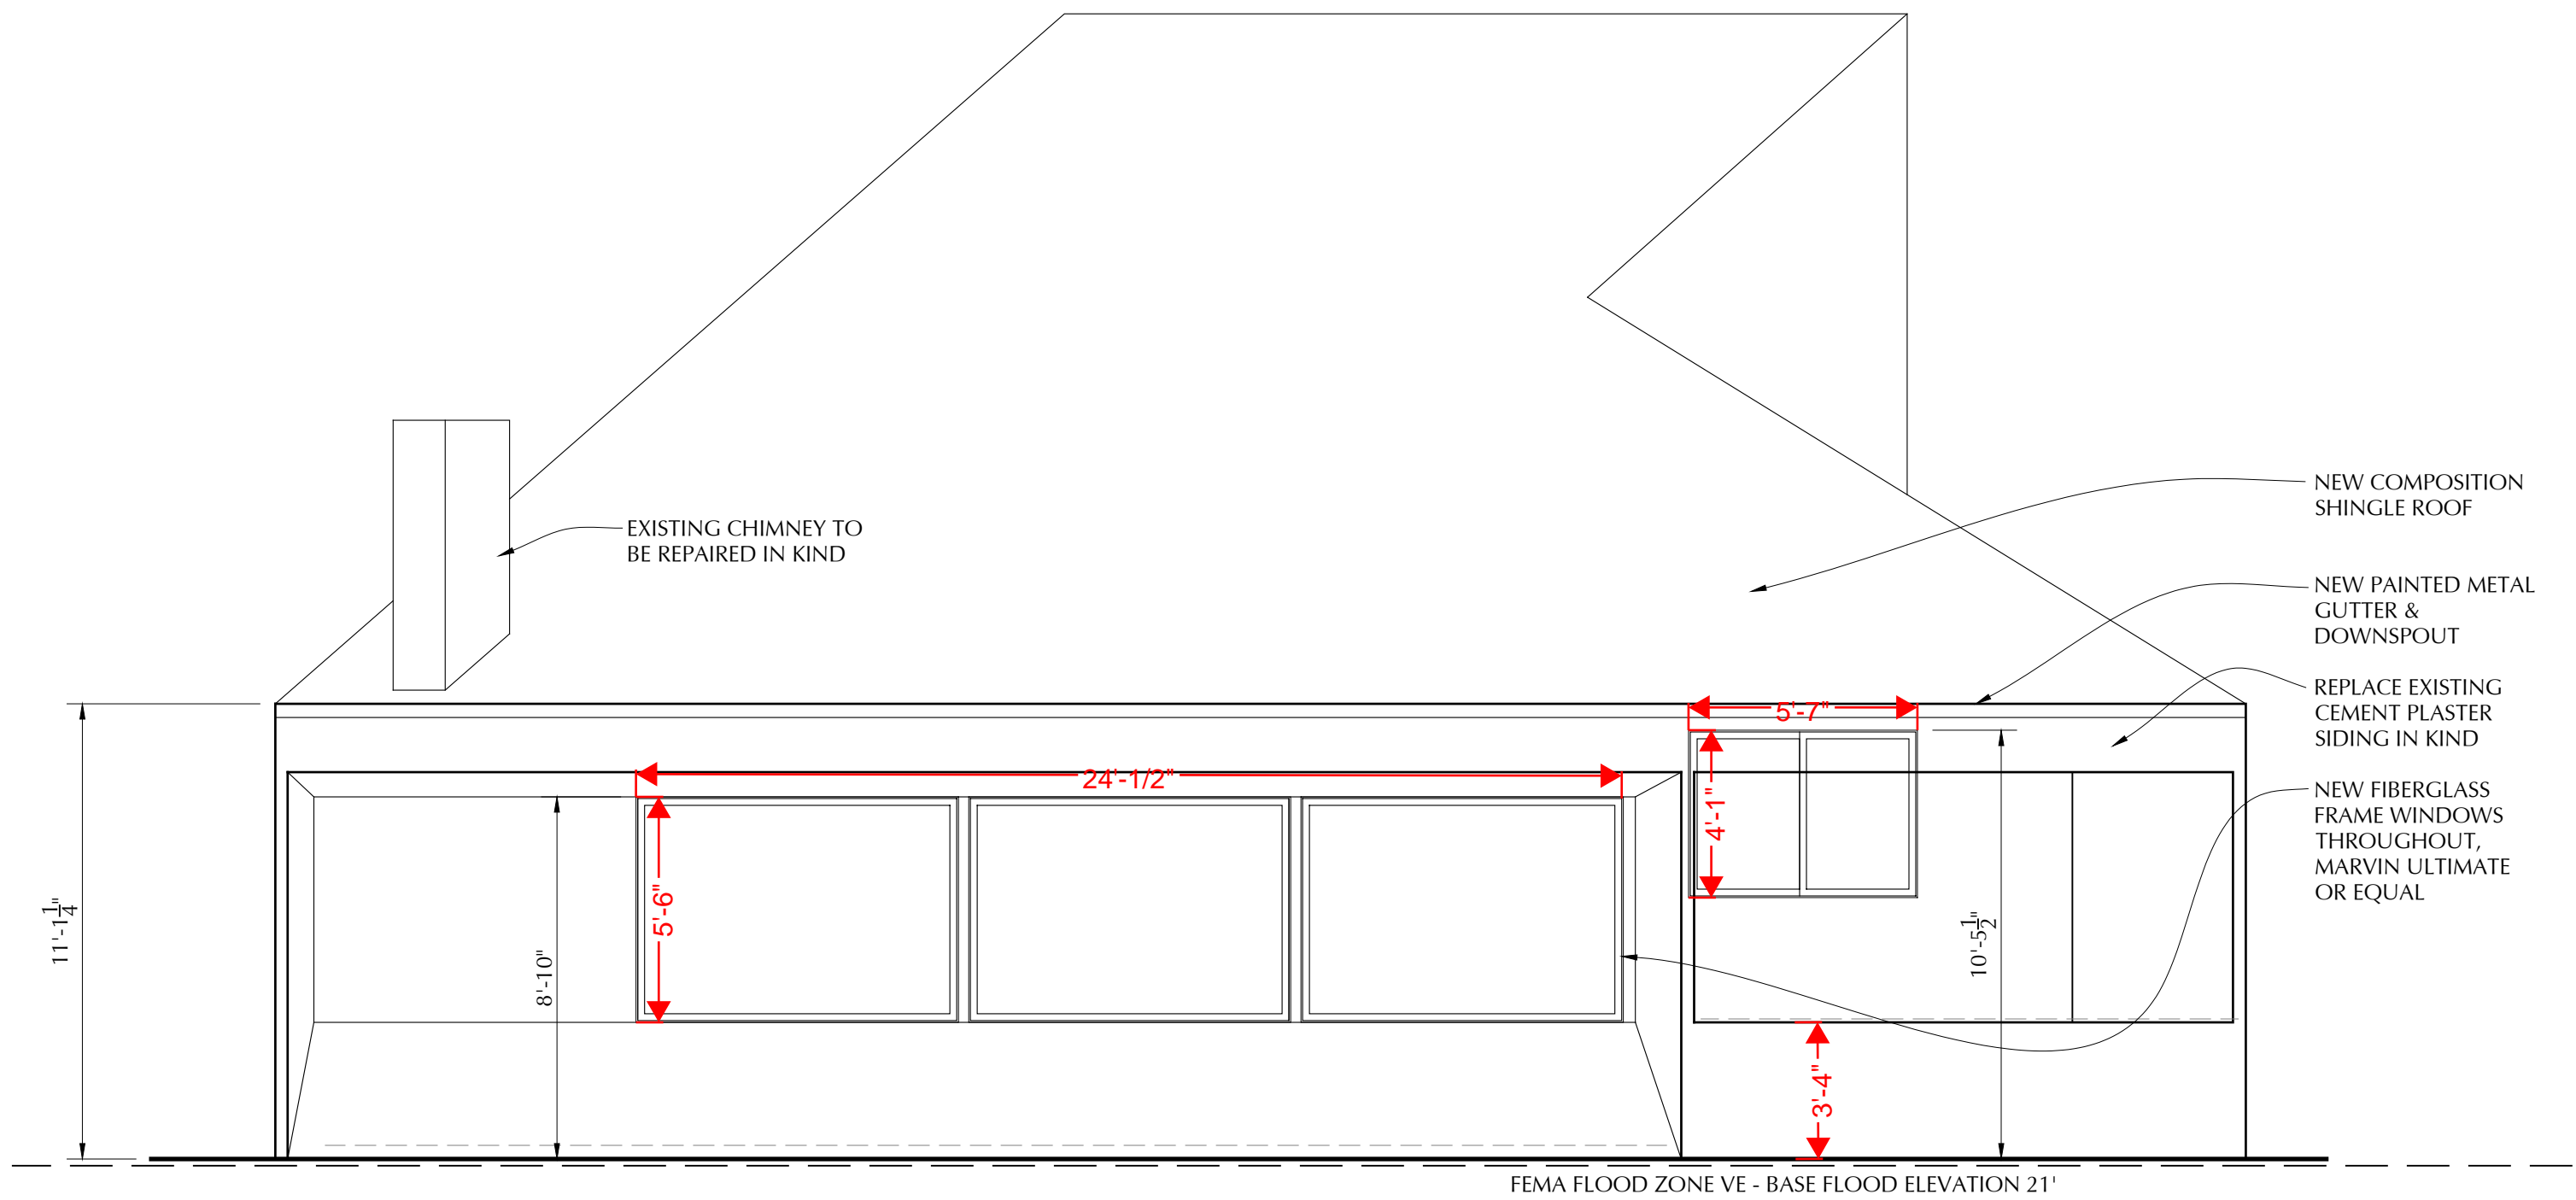 EXISTING CHIMNEY TO
BE REPAIRED IN KIND
NEW COMPOSITION
SHINGLE ROOF
NEW PAINTED METAL
GUTTER &
DOWNSPOUT
REPLACE EXISTING
CEMENT PLASTER
SIDING IN KIND
NEW FIBERGLASS
FRAME WINDOWS
THROUGHOUT,
MARVIN ULTIMATE
OR EQUAL
5'-7"
24'-1/2"
4'-1"
5'-6"
11'-1 1/4"
8'-10"
10'-5 1/2"
3'-4"
FEMA FLOOD ZONE VE - BASE FLOOD ELEVATION 21'